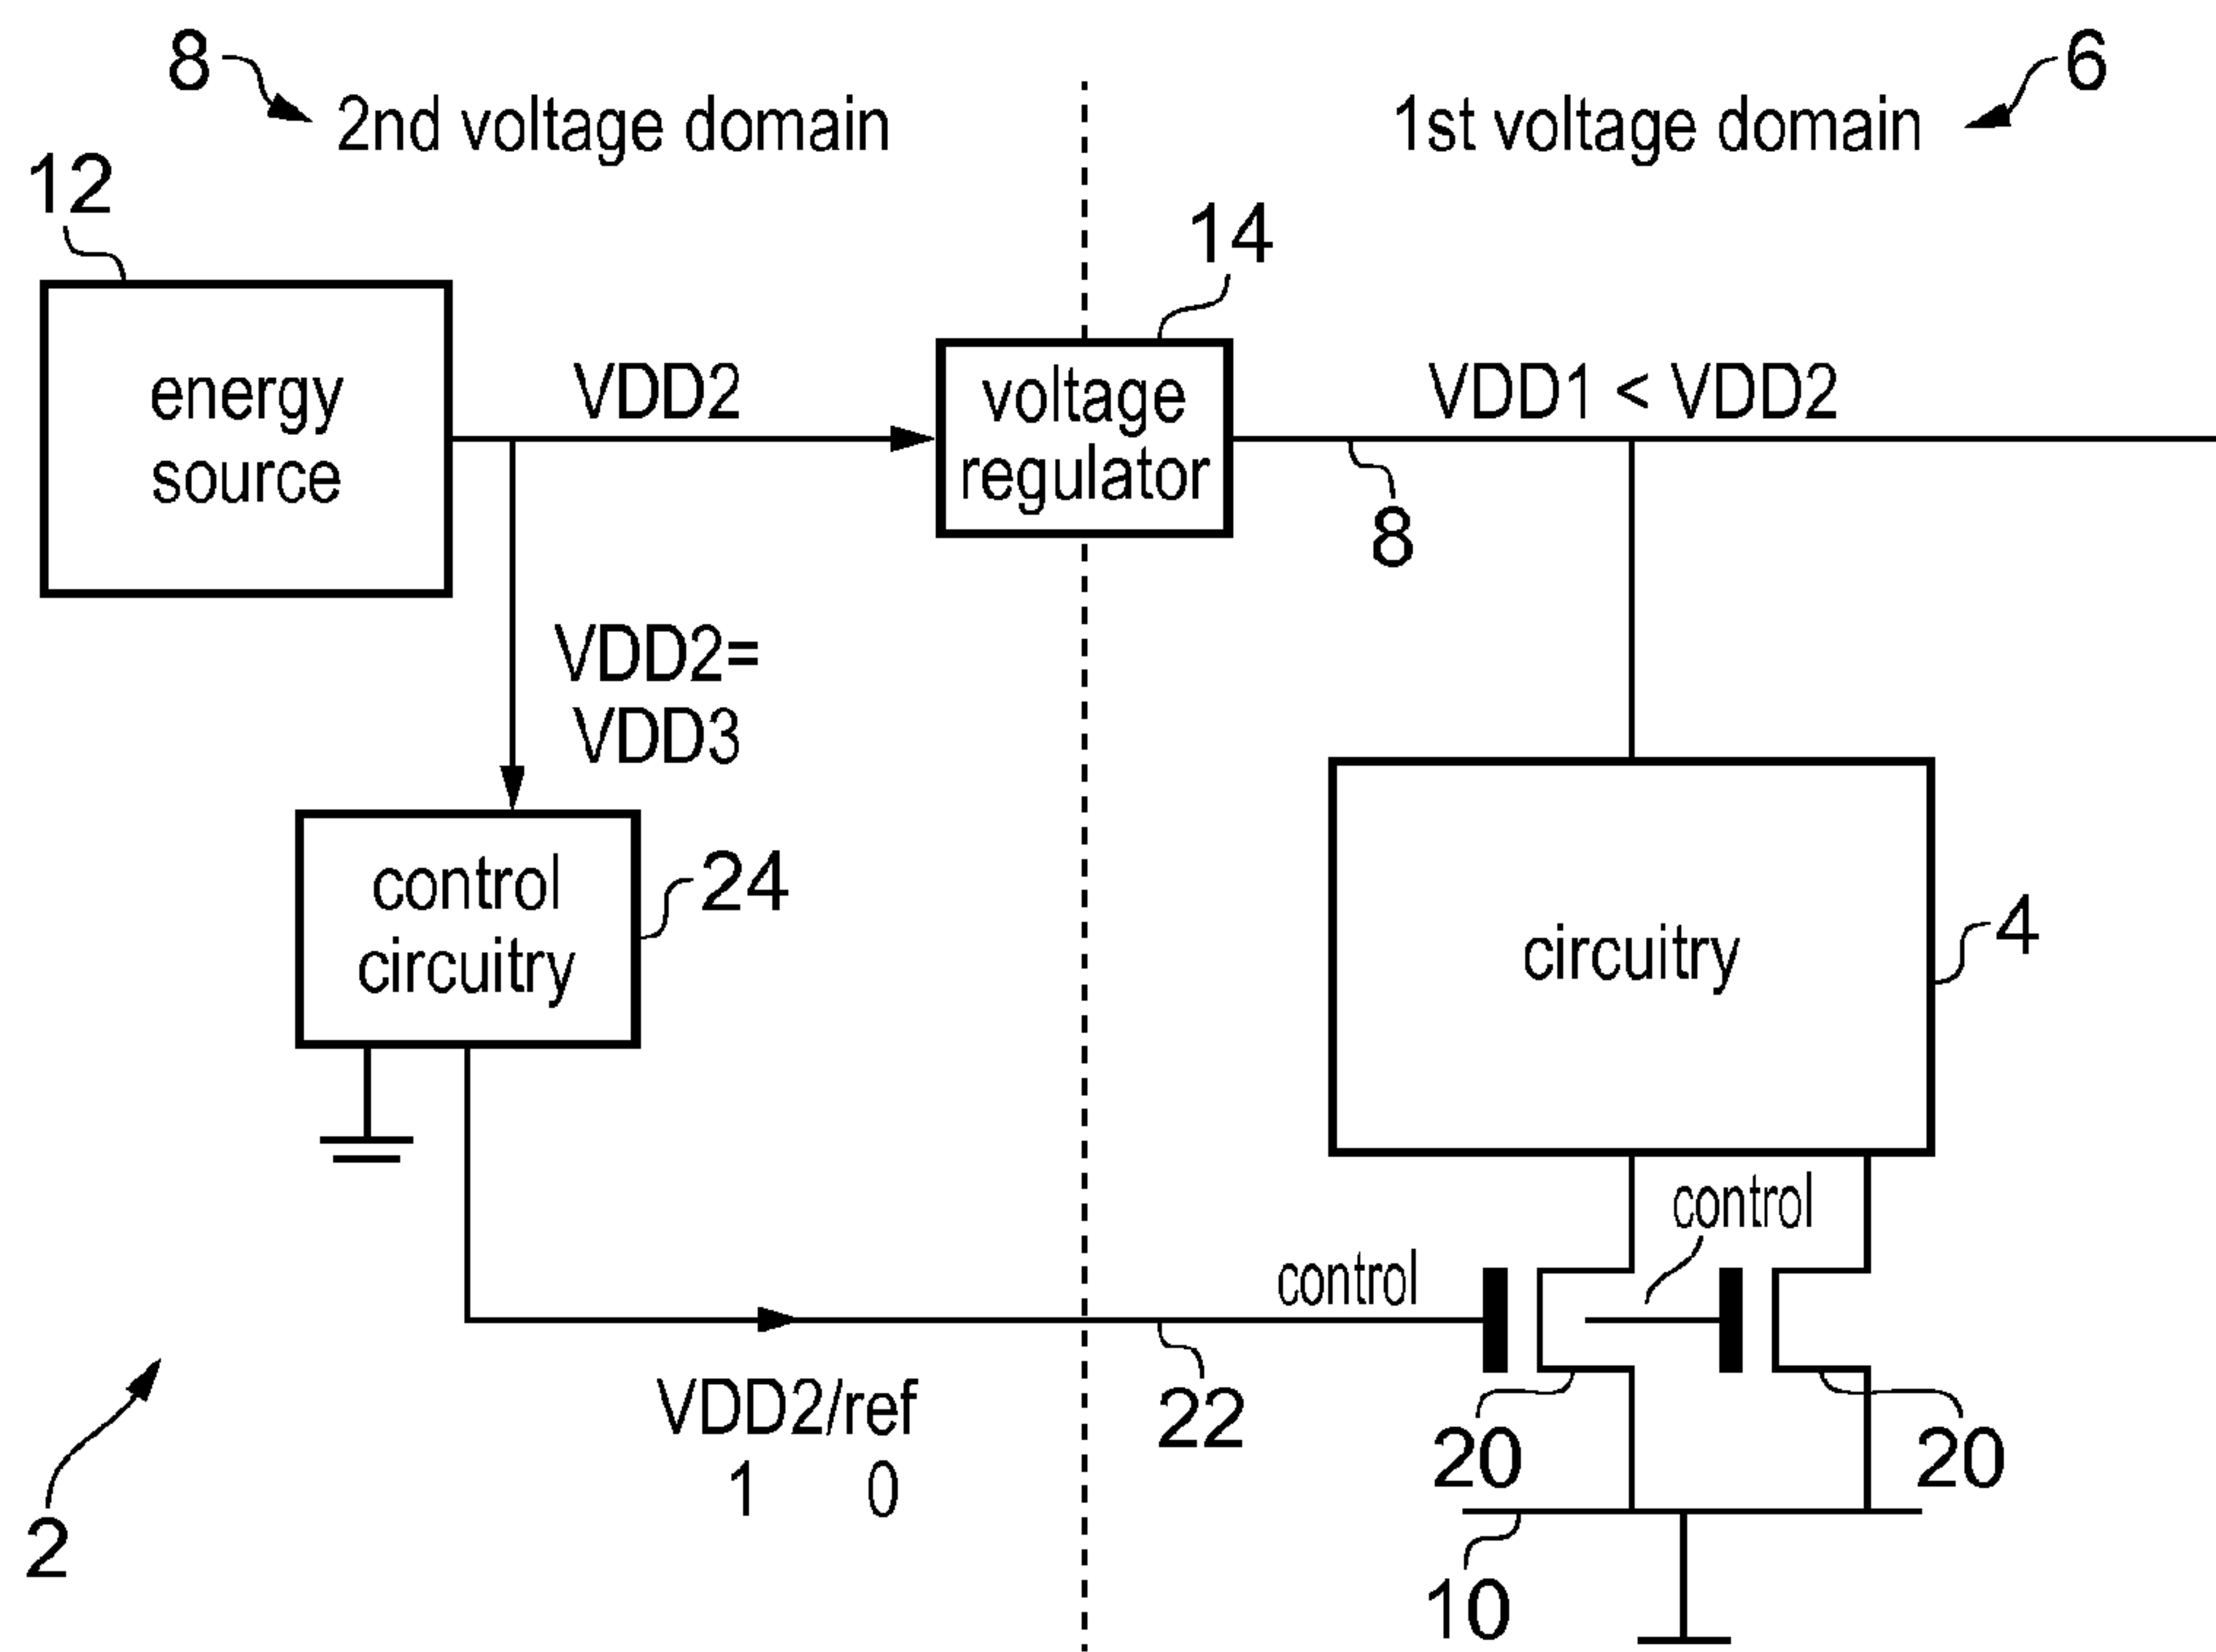 8
2nd voltage domain
1st voltage domain
6
12
14
energy
source
VDD2
voltage
regulator
VDD1 < VDD2
8
VDD2=
VDD3
control
circuitry
24
circuitry
4
control
control
22
VDD2/ref
1 0
20
20
2
10